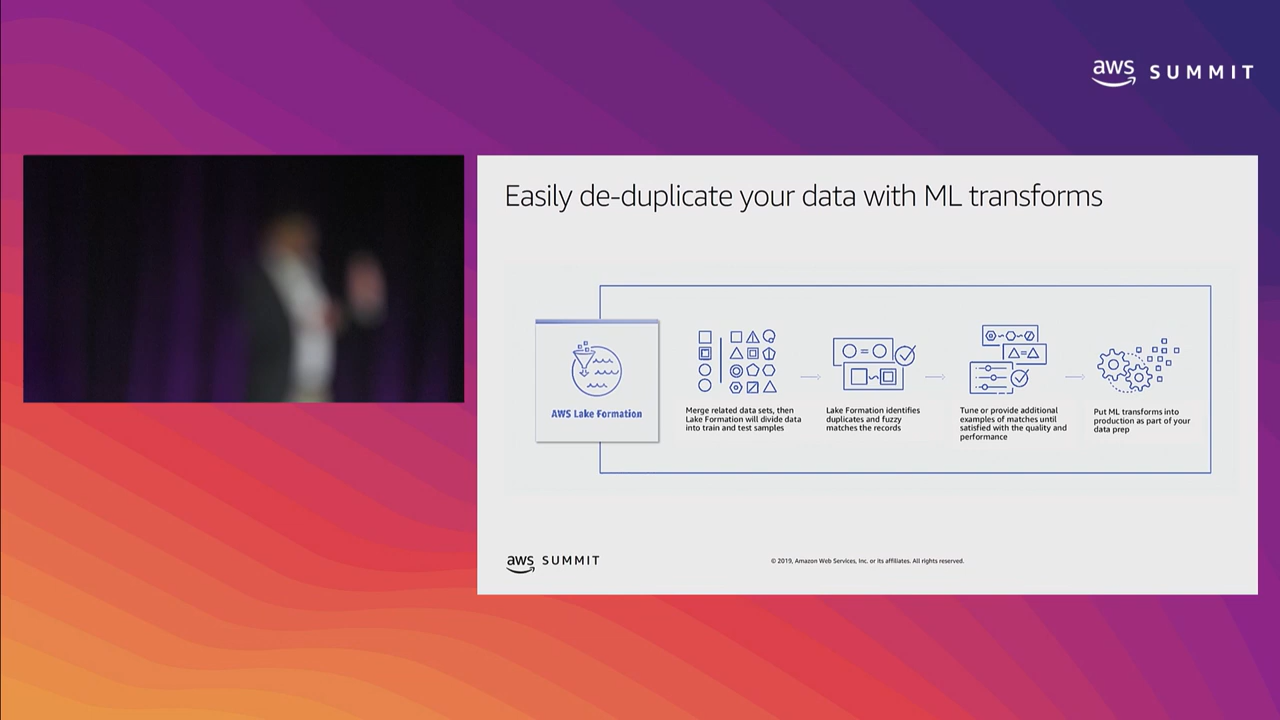 aws SUMMIT
Easily de-duplicate your data with ML transforms
AWS Lake Formation
Merge related data sets, then
Lake Formation will divide data
into train and test samples
Lake Formation identifies
duplicates and fuzzy
matches the records
Tune or provide additional
examples of matches until
satisfied with the quality and
performance
Put ML transforms into
production as part of your
data prep
aws SUMMIT
© 2019, Amazon Web Services, Inc. or its affiliates. All rights reserved.